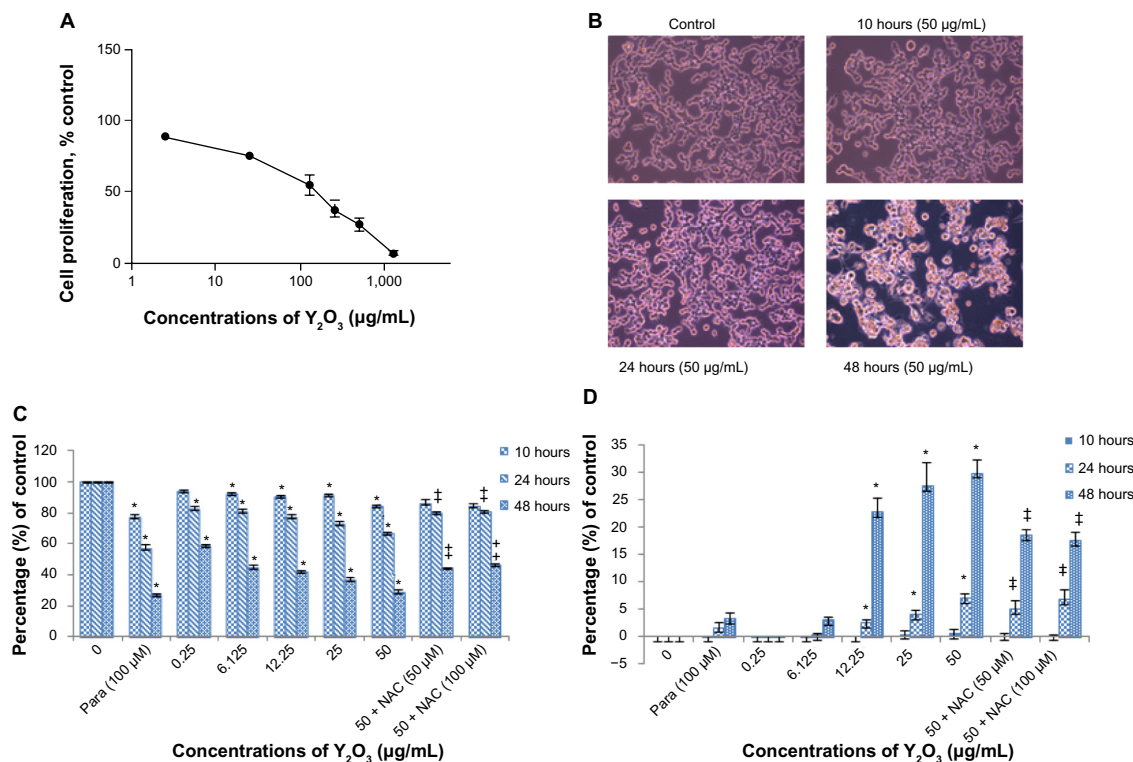 A
150
100
50
0
1
10
100
1,000
Cell proliferation, % control
Concentrations of Y₂O₃ (µg/mL)
B
Control
10 hours (50 µg/mL)
24 hours (50 µg/mL)
48 hours (50 µg/mL)
C
Percentage (%) of control
120
100
80
60
40
20
0
* * *
*
* *
* * *
* * *
* * *
* * *
‡ ‡
‡ ‡
10 hours
24 hours
48 hours
0
Para (100 µM)
0.25
6.125
12.25
25
50
50 + NAC (50 µM)
50 + NAC (100 µM)
Concentrations of Y₂O₃ (µg/mL)
D
Percentage (%) of control
35
30
25
20
15
10
5
0
−5
* *
* *
* *
‡ ‡
‡ ‡
10 hours
24 hours
48 hours
0
Para (100 µM)
0.25
6.125
12.25
25
50
50 + NAC (50 µM)
50 + NAC (100 µM)
Concentrations of Y₂O₃ (µg/mL)